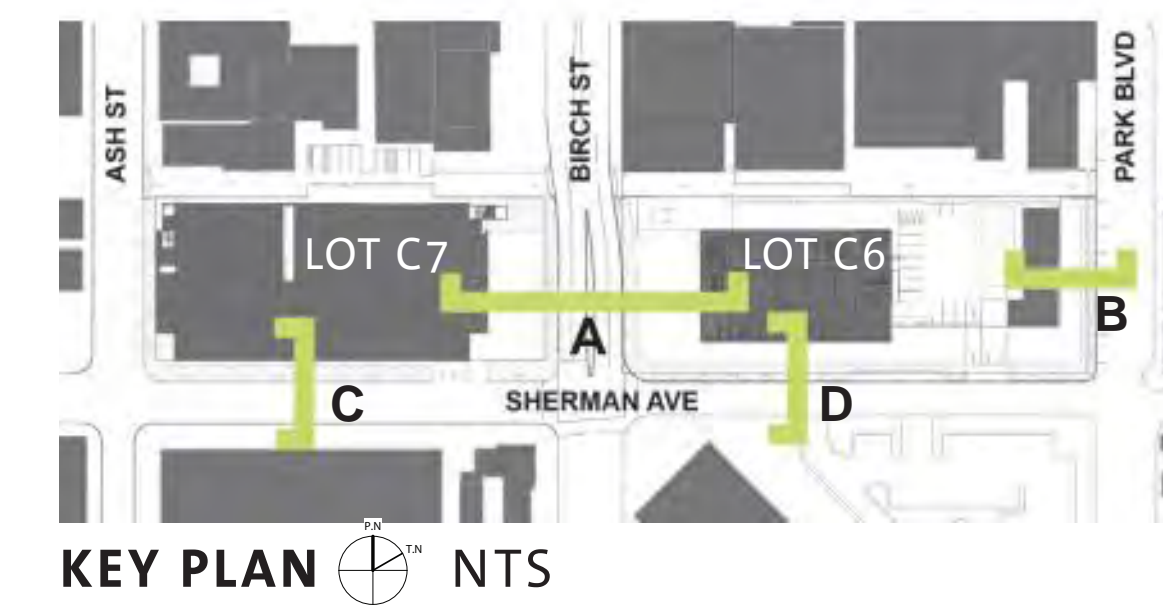 ASH ST
BIRCH ST
PARK BLVD
LOT C7
LOT C6
A
B
C
SHERMAN AVE
D
P.N
T.N
KEY PLAN NTS